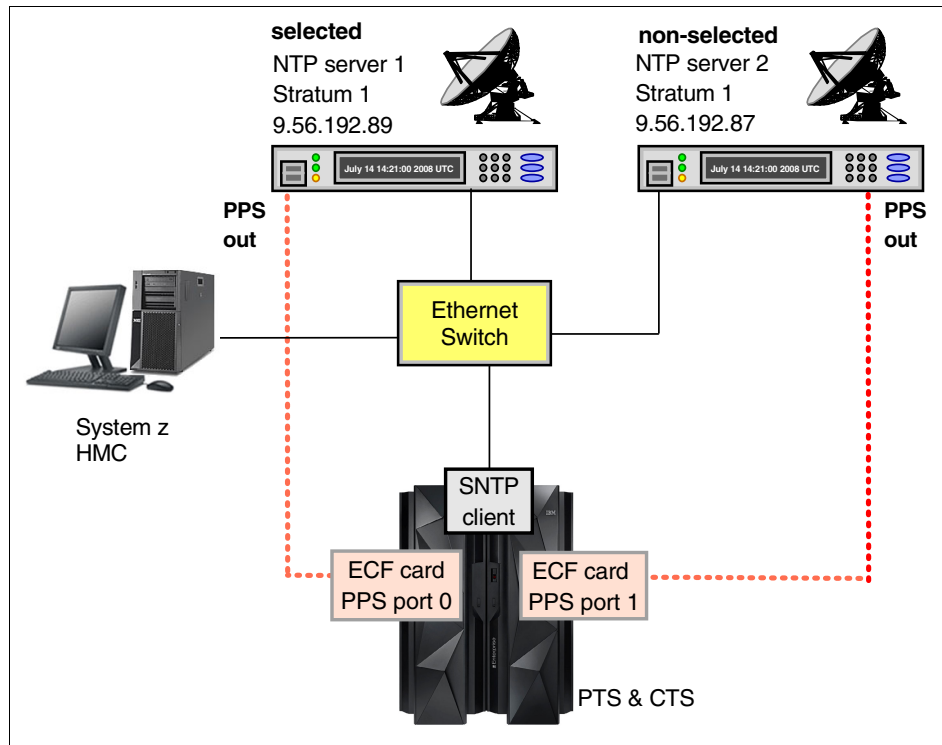 selected
NTP server 1
Stratum 1
9.56.192.89
non-selected
NTP server 2
Stratum 1
9.56.192.87
July 14 14:21:00 2008 UTC
July 14 14:21:00 2008 UTC
PPS
out
PPS
out
Ethernet
Switch
System z
HMC
SNTP
client
IBM
ECF card
PPS port 0
ECF card
PPS port 1
zEnterprise
PTS & CTS